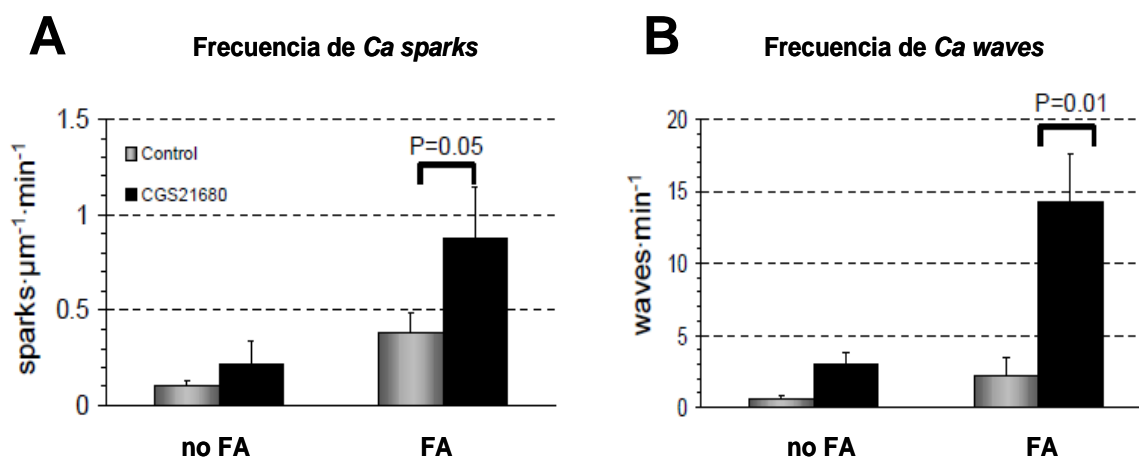 A
Frecuencia de Ca sparks
sparks·µm⁻¹·min⁻¹
1.5
1
0.5
0
Control
CGS21680
P=0.05
no FA
FA
B
Frecuencia de Ca waves
waves·min⁻¹
20
15
10
5
0
P=0.01
no FA
FA